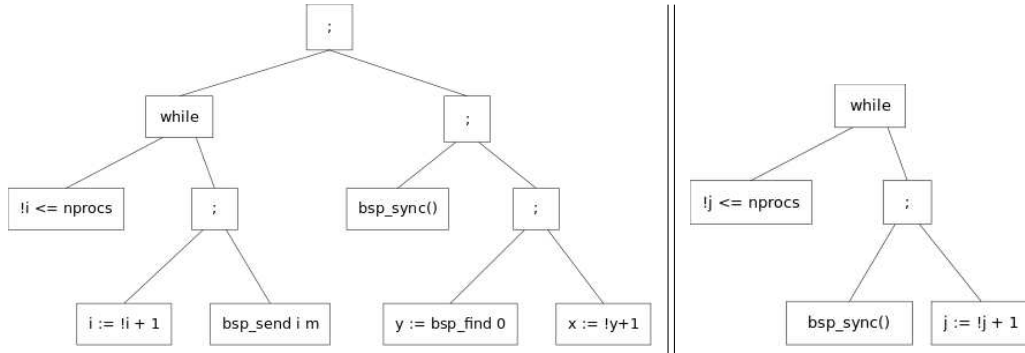 ;
while
;
while
!i <= nprocs
;
bsp_sync()
;
!j <= nprocs
;
i := !i + 1
bsp_send i m
y := bsp_find 0
x := !y+1
bsp_sync()
j := !j + 1